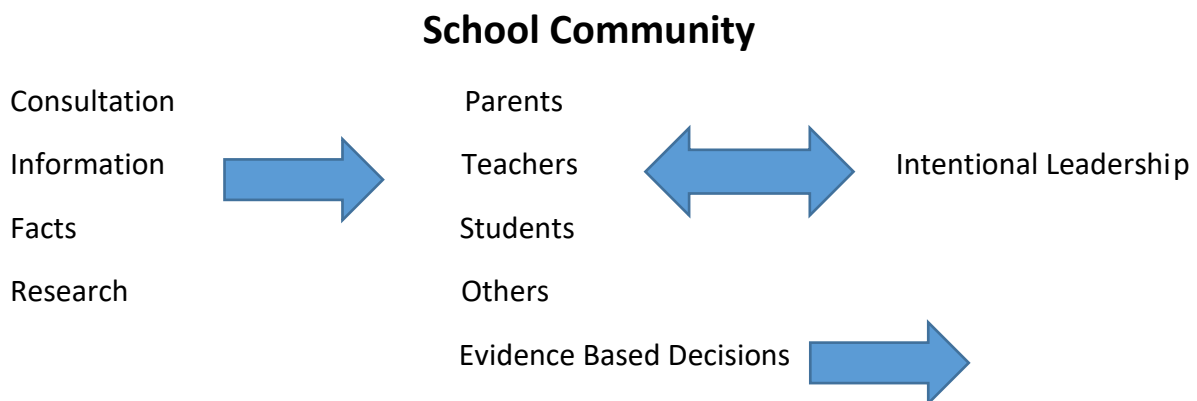 School Community
Consultation Parents
Information Teachers Intentional Leadership
Facts Students
Research Others
Evidence Based Decisions